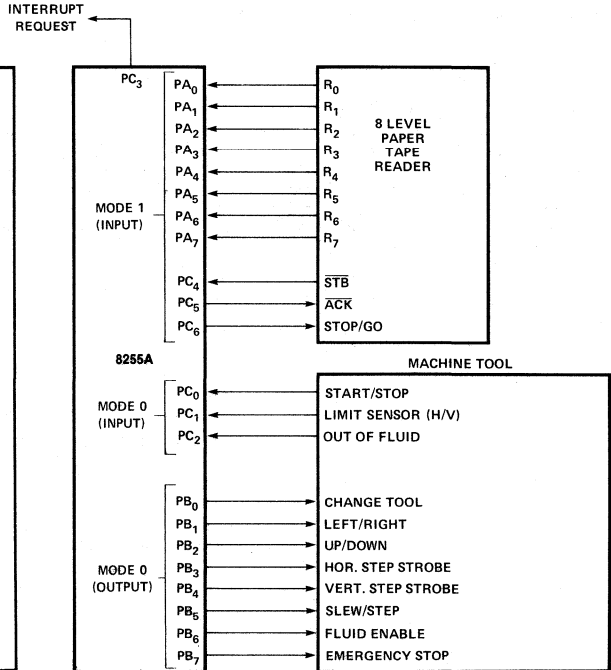 INTERRUPT
REQUEST
PC3
PA0 R0
PA1 R1
PA2 R2
PA3 R3
PA4 R4
PA5 R5
PA6 R6
PA7 R7
8 LEVEL
PAPER
TAPE
READER
MODE 1
(INPUT)
PC4 STB
PC5 ACK
PC6 STOP/GO
8255A
MACHINE TOOL
MODE 0
(INPUT)
PC0 START/STOP
PC1 LIMIT SENSOR (H/V)
PC2 OUT OF FLUID
MODE 0
(OUTPUT)
PB0 CHANGE TOOL
PB1 LEFT/RIGHT
PB2 UP/DOWN
PB3 HOR. STEP STROBE
PB4 VERT. STEP STROBE
PB5 SLEW/STEP
PB6 FLUID ENABLE
PB7 EMERGENCY STOP